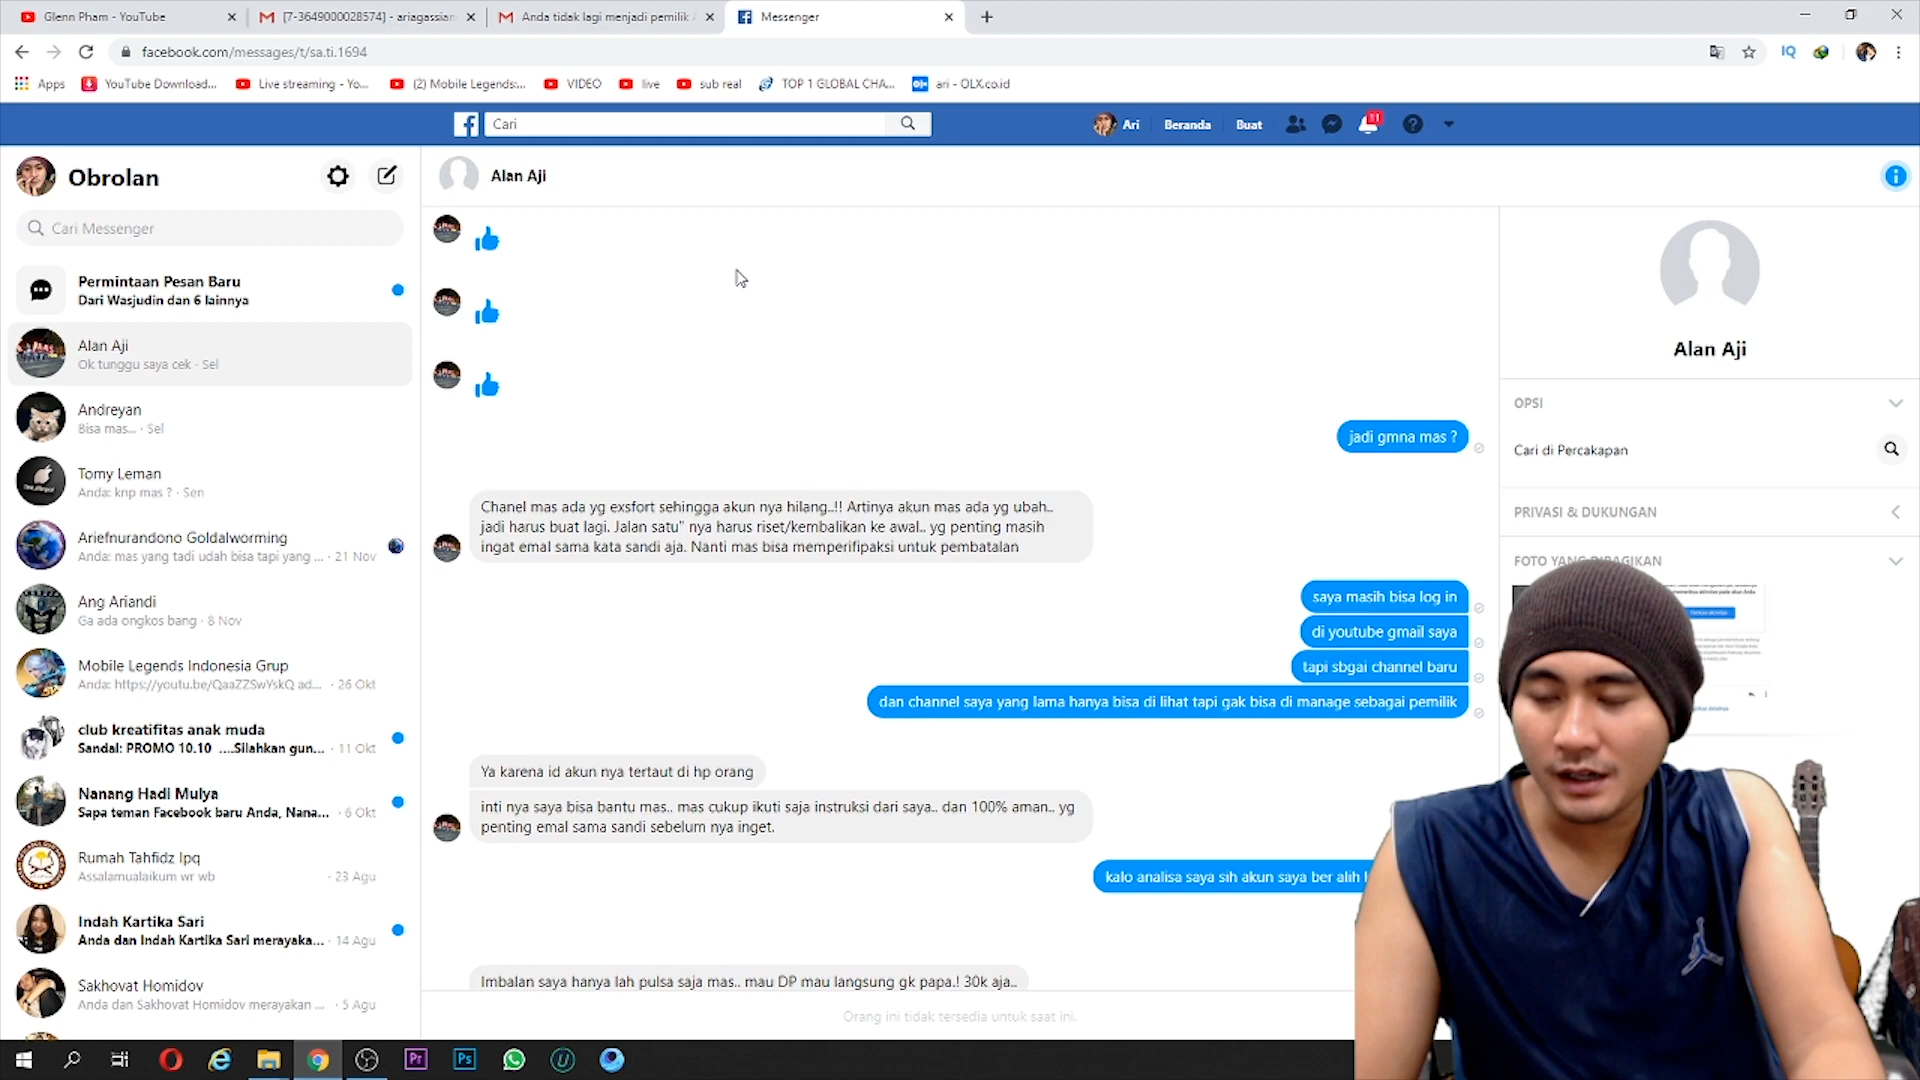 Glenn Pham - YouTube
[7-3649000028574] - ariagassian
Anda tidak lagi menjadi pemilik
Messenger
facebook.com/messages/t/sa.ti.1694
Apps
YouTube Download...
Live streaming - Yo...
(2) Mobile Legends:...
VIDEO
live
sub real
TOP 1 GLOBAL CHA...
ari - OLX.co.id
Cari
Ari
Beranda
Buat
Obrolan
Cari Messenger
Permintaan Pesan Baru
Dari Wasjudin dan 6 lainnya
Alan Aji
Ok tunggu saya cek · Sel
Andreyan
Bisa mas... · Sel
Tomy Leman
Anda: knp mas ? · Sen
Ariefnurandono Goldalworming
Anda: mas yang tadi udah bisa tapi yang ... · 21 Nov
Ang Ariandi
Ga ada ongkos bang · 8 Nov
Mobile Legends Indonesia Grup
Anda: https://youtu.be/QaaZZSwYskQ ad... · 26 Okt
club kreatifitas anak muda
Sandal: PROMO 10.10 ....Silahkan gun... · 11 Okt
Nanang Hadi Mulya
Sapa teman Facebook baru Anda, Nana... · 6 Okt
Rumah Tahfidz Ipq
Assalamualaikum wr wb · 23 Agu
Indah Kartika Sari
Anda dan Indah Kartika Sari merayaka... · 14 Agu
Sakhovat Homidov
Anda dan Sakhovat Homidov merayakan ... · 5 Agu
Alan Aji
jadi gmna mas ?
Chanel mas ada yg exsfort sehingga akun nya hilang..!! Artinya akun mas ada yg ubah..
jadi harus buat lagi. Jalan satu" nya harus riset/kembalikan ke awal.. yg penting masih
ingat emal sama kata sandi aja. Nanti mas bisa memperifipaksi untuk pembatalan
saya masih bisa log in
di youtube gmail saya
tapi sbgai channel baru
dan channel saya yang lama hanya bisa di lihat tapi gak bisa di manage sebagai pemilik
Ya karena id akun nya tertaut di hp orang
inti nya saya bisa bantu mas.. mas cukup ikuti saja instruksi dari saya.. dan 100% aman.. yg
penting emal sama sandi sebelum nya inget.
kalo analisa saya sih akun saya ber alih
Imbalan saya hanya lah pulsa saja mas.. mau DP mau langsung gk papa.! 30k aja..
Orang ini tidak tersedia untuk saat ini.
Alan Aji
OPSI
Cari di Percakapan
PRIVASI & DUKUNGAN
FOTO YANG DIBAGIKAN